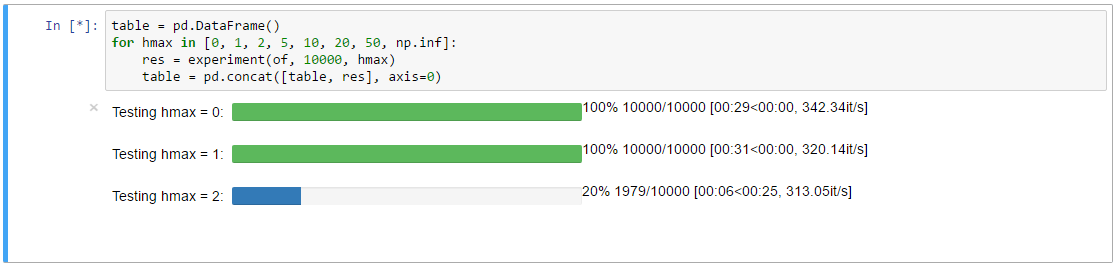 In [*]: table = pd.DataFrame()
for hmax in [0, 1, 2, 5, 10, 20, 50, np.inf]:
    res = experiment(of, 10000, hmax)
    table = pd.concat([table, res], axis=0)
Testing hmax = 0: 100% 10000/10000 [00:29<00:00, 342.34it/s]
Testing hmax = 1: 100% 10000/10000 [00:31<00:00, 320.14it/s]
Testing hmax = 2: 20% 1979/10000 [00:06<00:25, 313.05it/s]